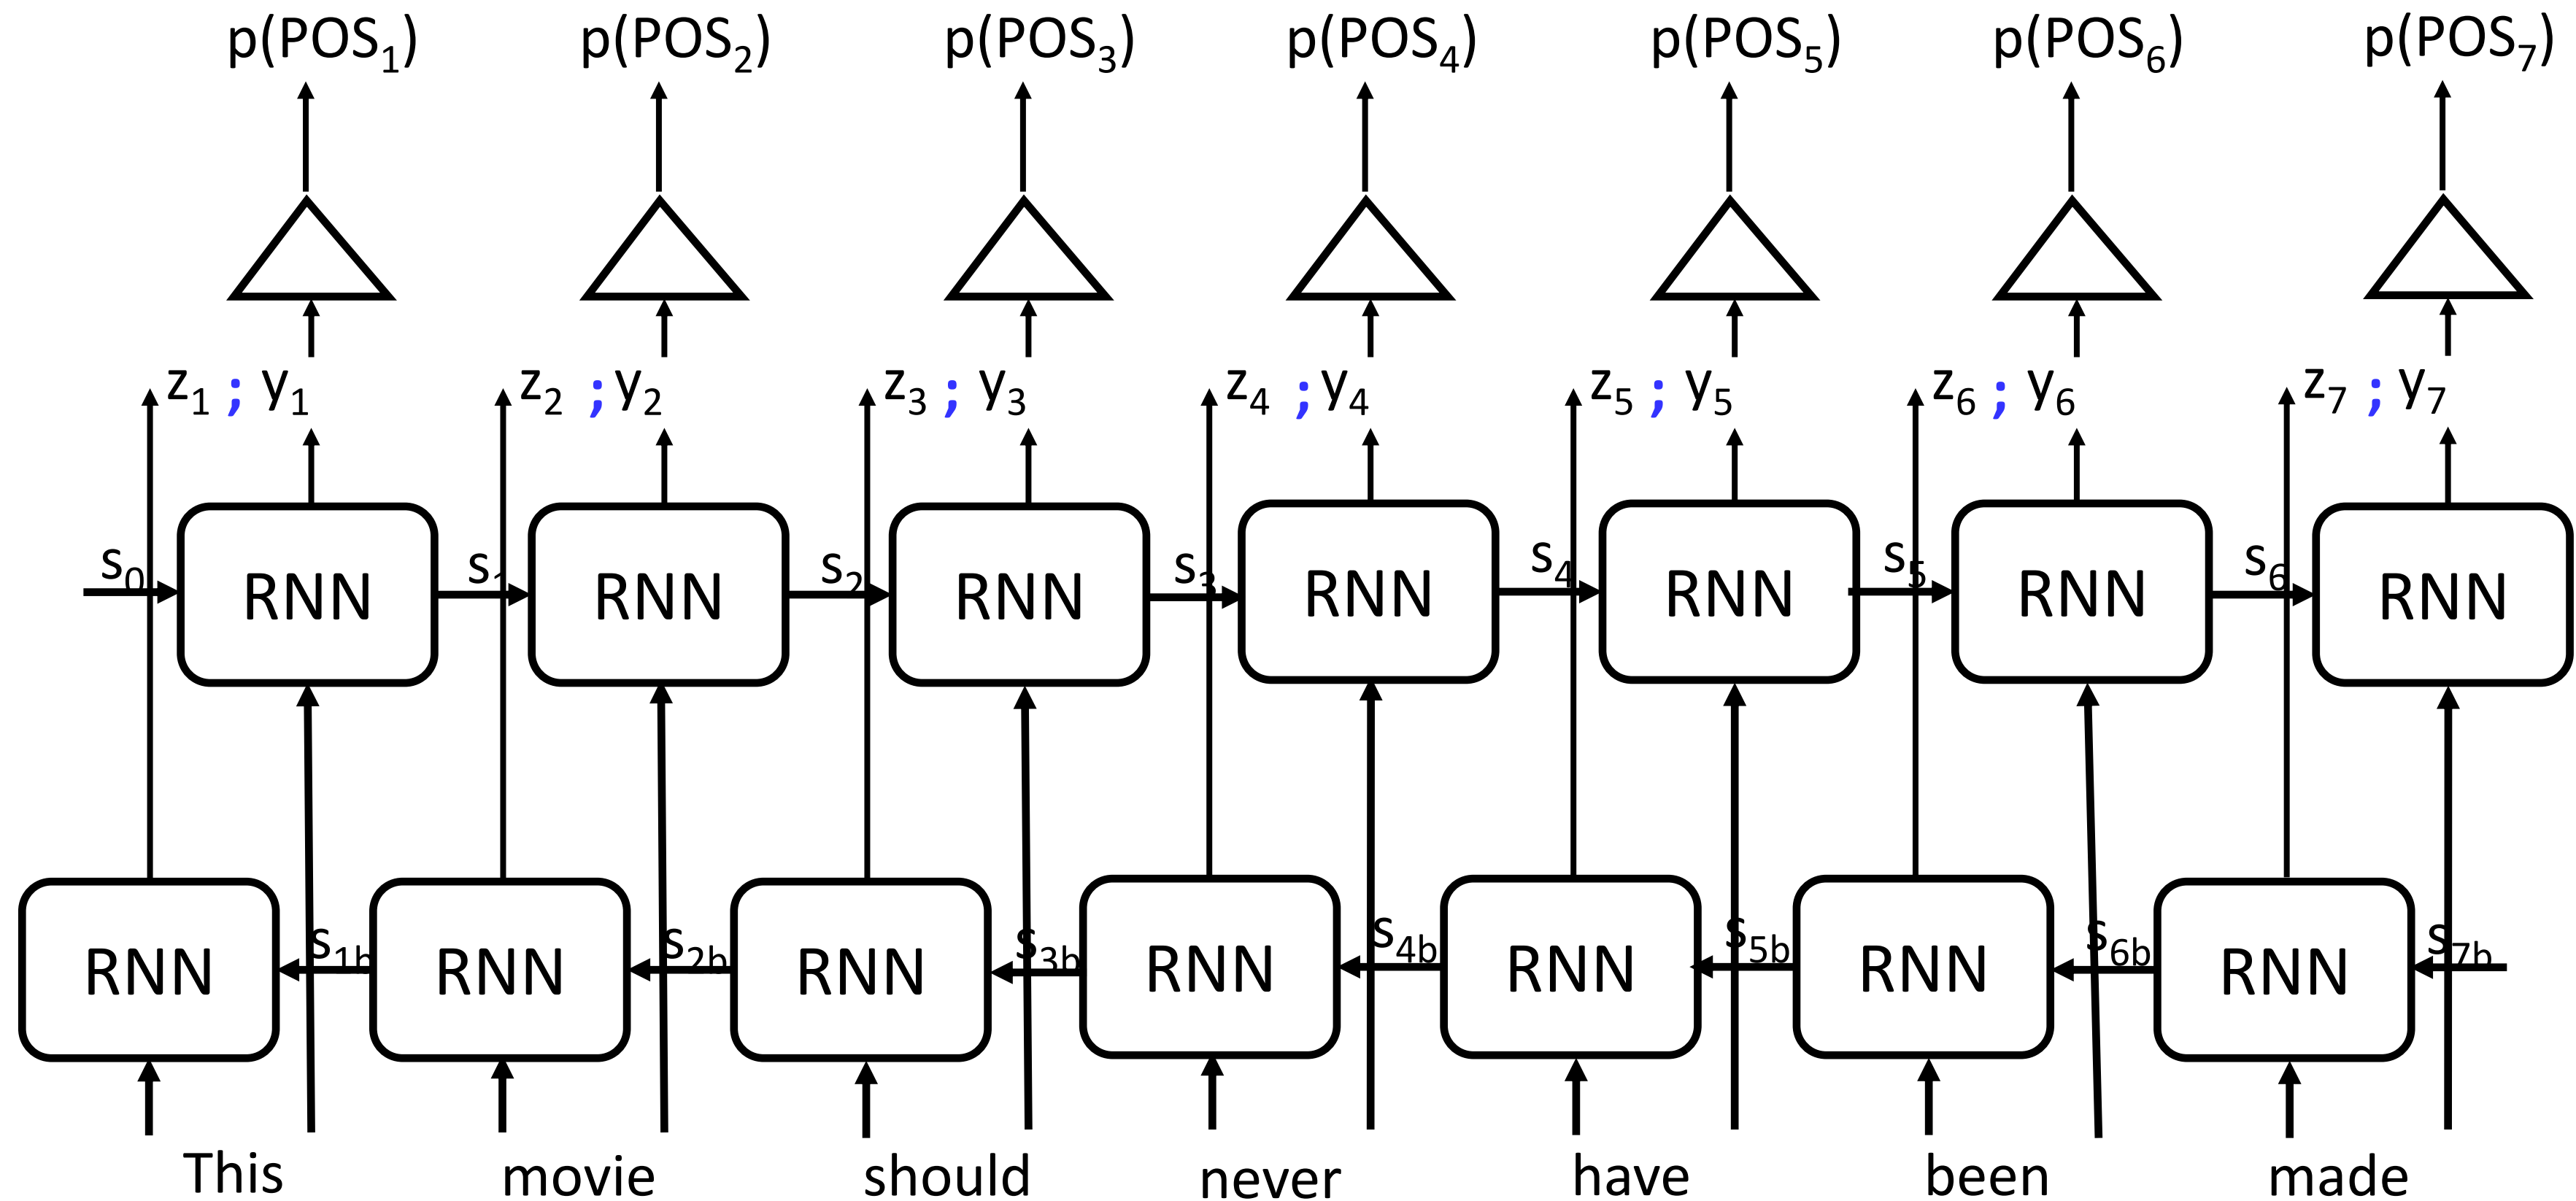 p(POS₁) p(POS₂) p(POS₃) p(POS₄) p(POS₅) p(POS₆) p(POS₇)
z₁ ; y₁ z₂ ; y₂ z₃ ; y₃ z₄ ; y₄ z₅ ; y₅ z₆ ; y₆ z₇ ; y₇
s₀ s₁ s₂ s₃ s₄ s₅ s₆
RNN RNN RNN RNN RNN RNN RNN
s₁b s₂b s₃b s₄b s₅b s₆b s₇b
RNN RNN RNN RNN RNN RNN RNN
This movie should never have been made